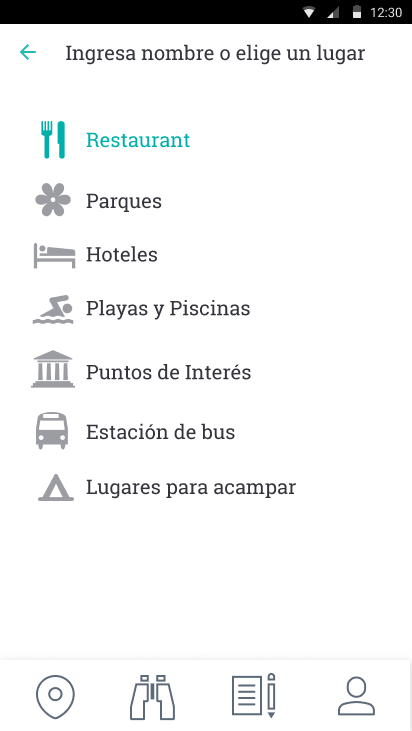 12:30
Ingresa nombre o elige un lugar
Restaurant
Parques
Hoteles
Playas y Piscinas
Puntos de Interés
Estación de bus
Lugares para acampar